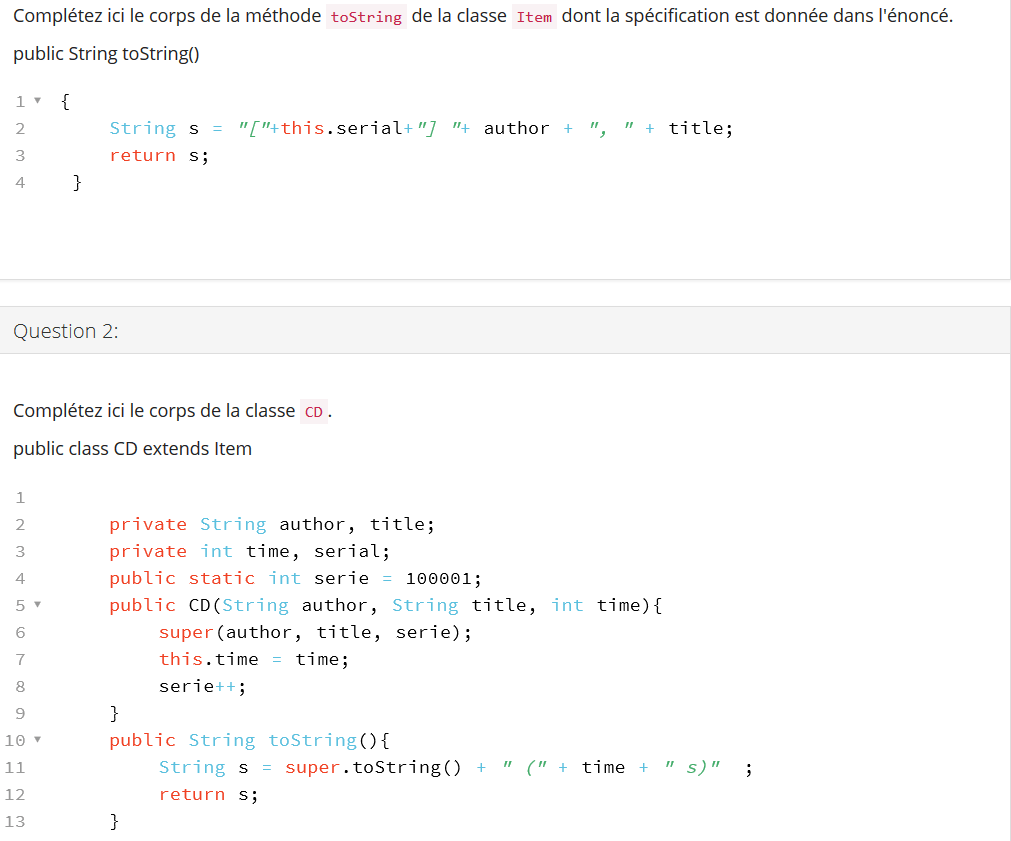 Complétez ici le corps de la méthode toString de la classe Item dont la spécification est donnée dans l'énoncé.
public String toString()
1 {
2 String s = "["+this.serial+"] "+ author + ", " + title;
3 return s;
4 }
Question 2:
Complétez ici le corps de la classe CD.
public class CD extends Item
1
2 private String author, title;
3 private int time, serial;
4 public static int serie = 100001;
5 public CD(String author, String title, int time){
6 super(author, title, serie);
7 this.time = time;
8 serie++;
9 }
10 public String toString(){
11 String s = super.toString() + " (" + time + " s)" ;
12 return s;
13 }